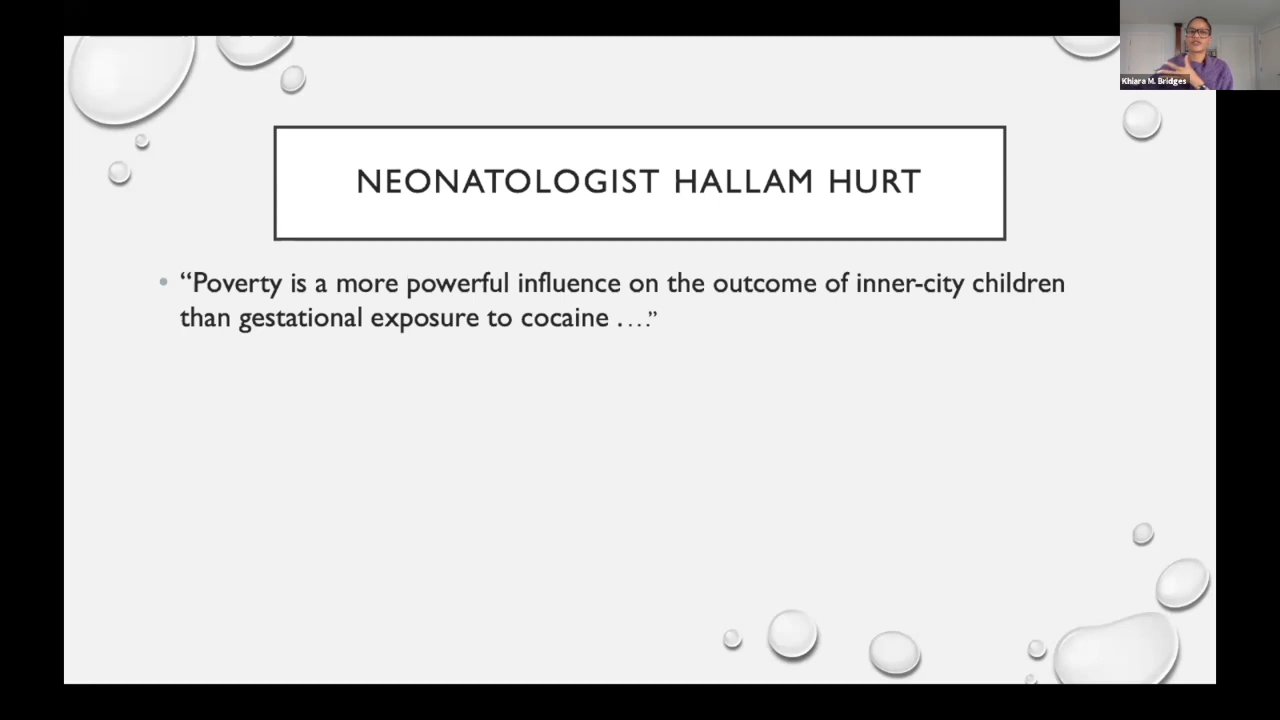 Khiara M. Bridges
NEONATOLOGIST HALLAM HURT
• “Poverty is a more powerful influence on the outcome of inner-city children
than gestational exposure to cocaine . . . .”